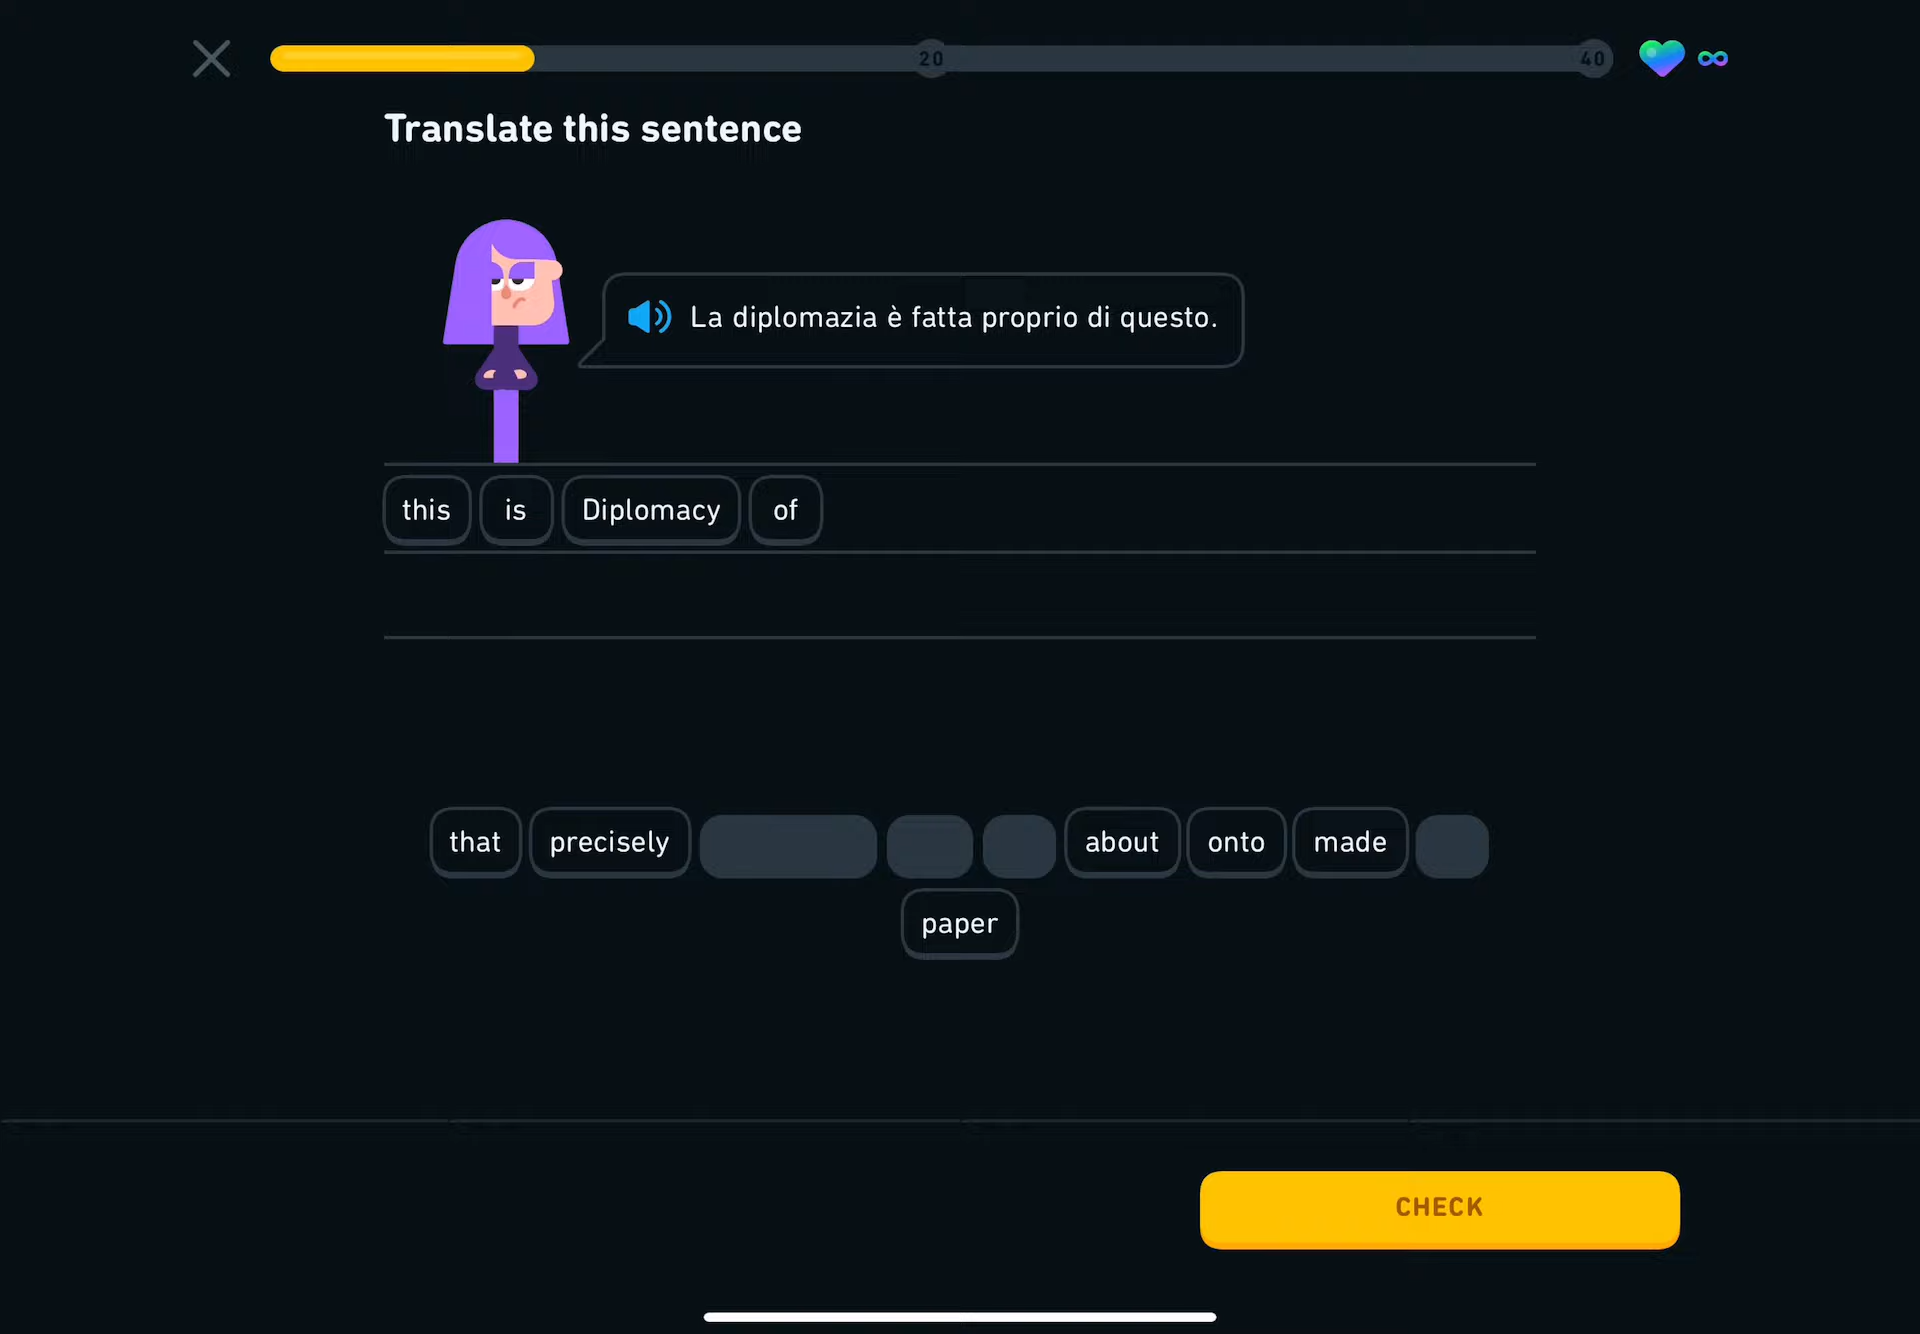 20 40
Translate this sentence
La diplomazia è fatta proprio di questo.
this is Diplomacy of
that precisely about onto made
paper
CHECK